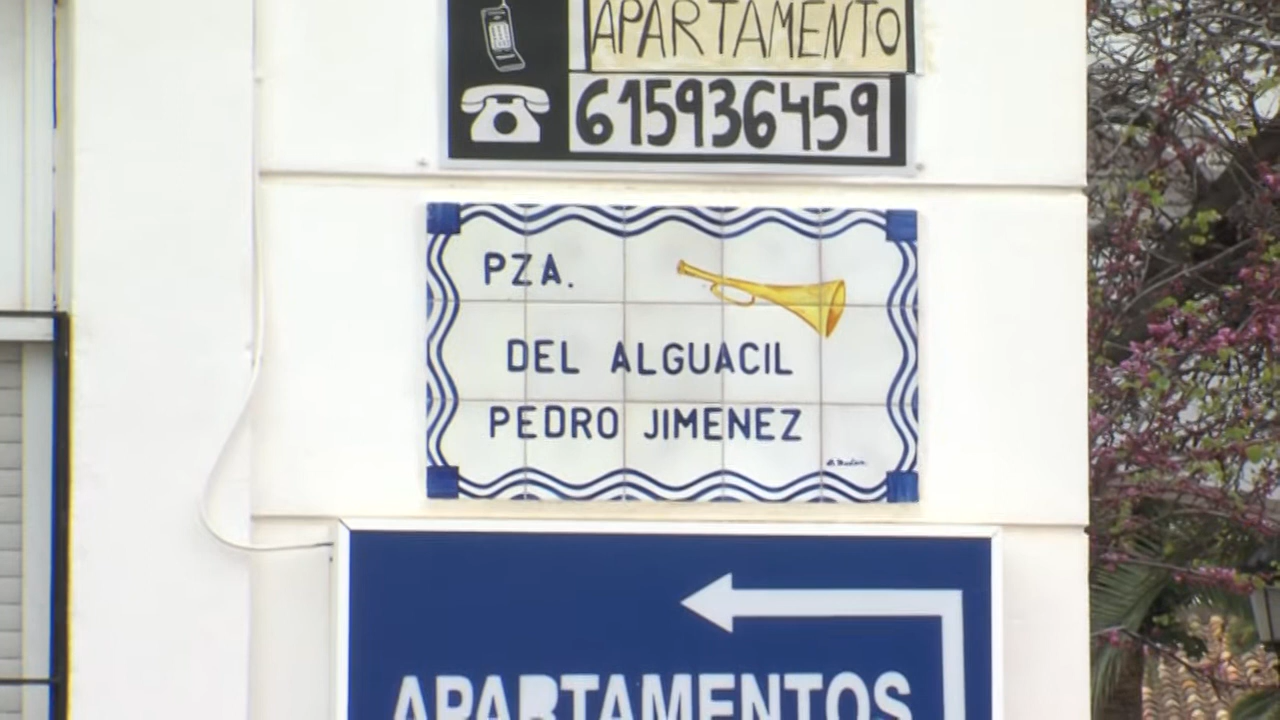 APARTAMENTO
615936459
PZA.
DEL ALGUACIL
PEDRO JIMENEZ
APARTAMENTOS